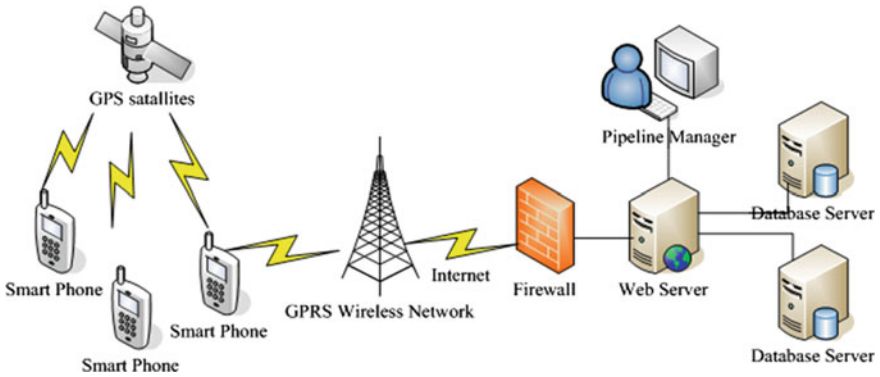 GPS satallites
Pipeline Manager
Database Server
Smart Phone
Smart Phone
Smart Phone
GPRS Wireless Network
Internet
Firewall
Web Server
Database Server